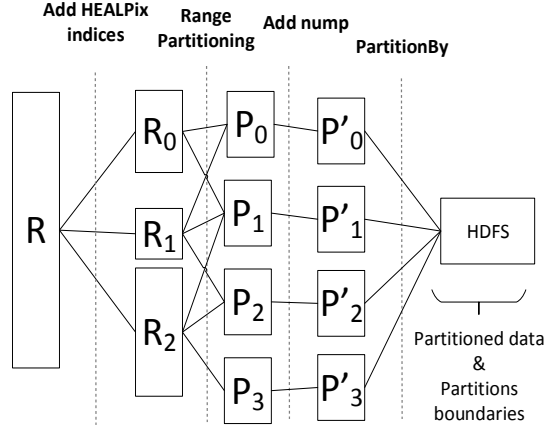 Add HEALPix
indices
Range
Partitioning
Add nump
PartitionBy
R
R₀
R₁
R₂
P₀
P₁
P₂
P₃
P'₀
P'₁
P'₂
P'₃
HDFS
Partitioned data
&
Partitions
boundaries